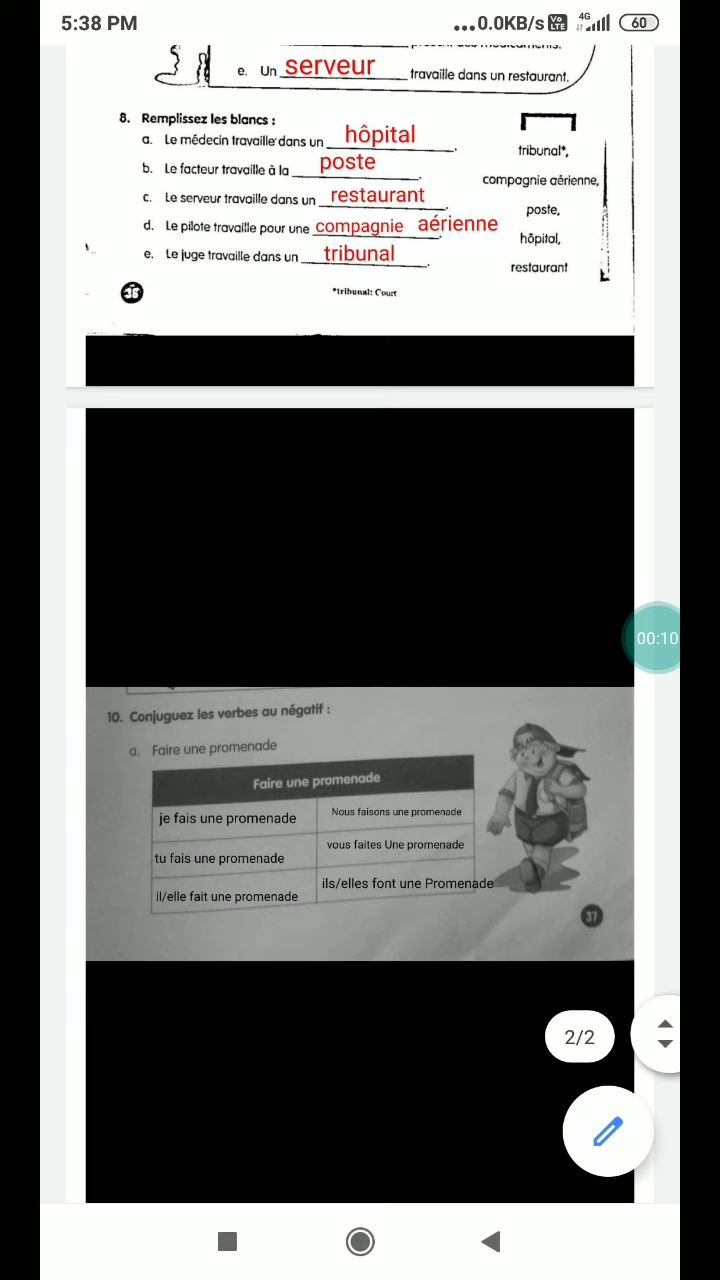 5:38 PM
...0.0KB/s Vo LTE 4G 60
e. Un serveur travaille dans un restaurant.
8. Remplissez les blancs :
a. Le médecin travaille dans un hôpital.
b. Le facteur travaille à la poste.
c. Le serveur travaille dans un restaurant.
d. Le pilote travaille pour une compagnie aérienne.
e. Le juge travaille dans un tribunal.
tribunal*,
compagnie aérienne,
poste,
hôpital,
restaurant
*tribunal: Court
00:10
10. Conjuguez les verbes au négatif :
a. Faire une promenade
Faire une promenade
je fais une promenade
Nous faisons une promenade
tu fais une promenade
vous faites Une promenade
il/elle fait une promenade
ils/elles font une Promenade
37
2/2